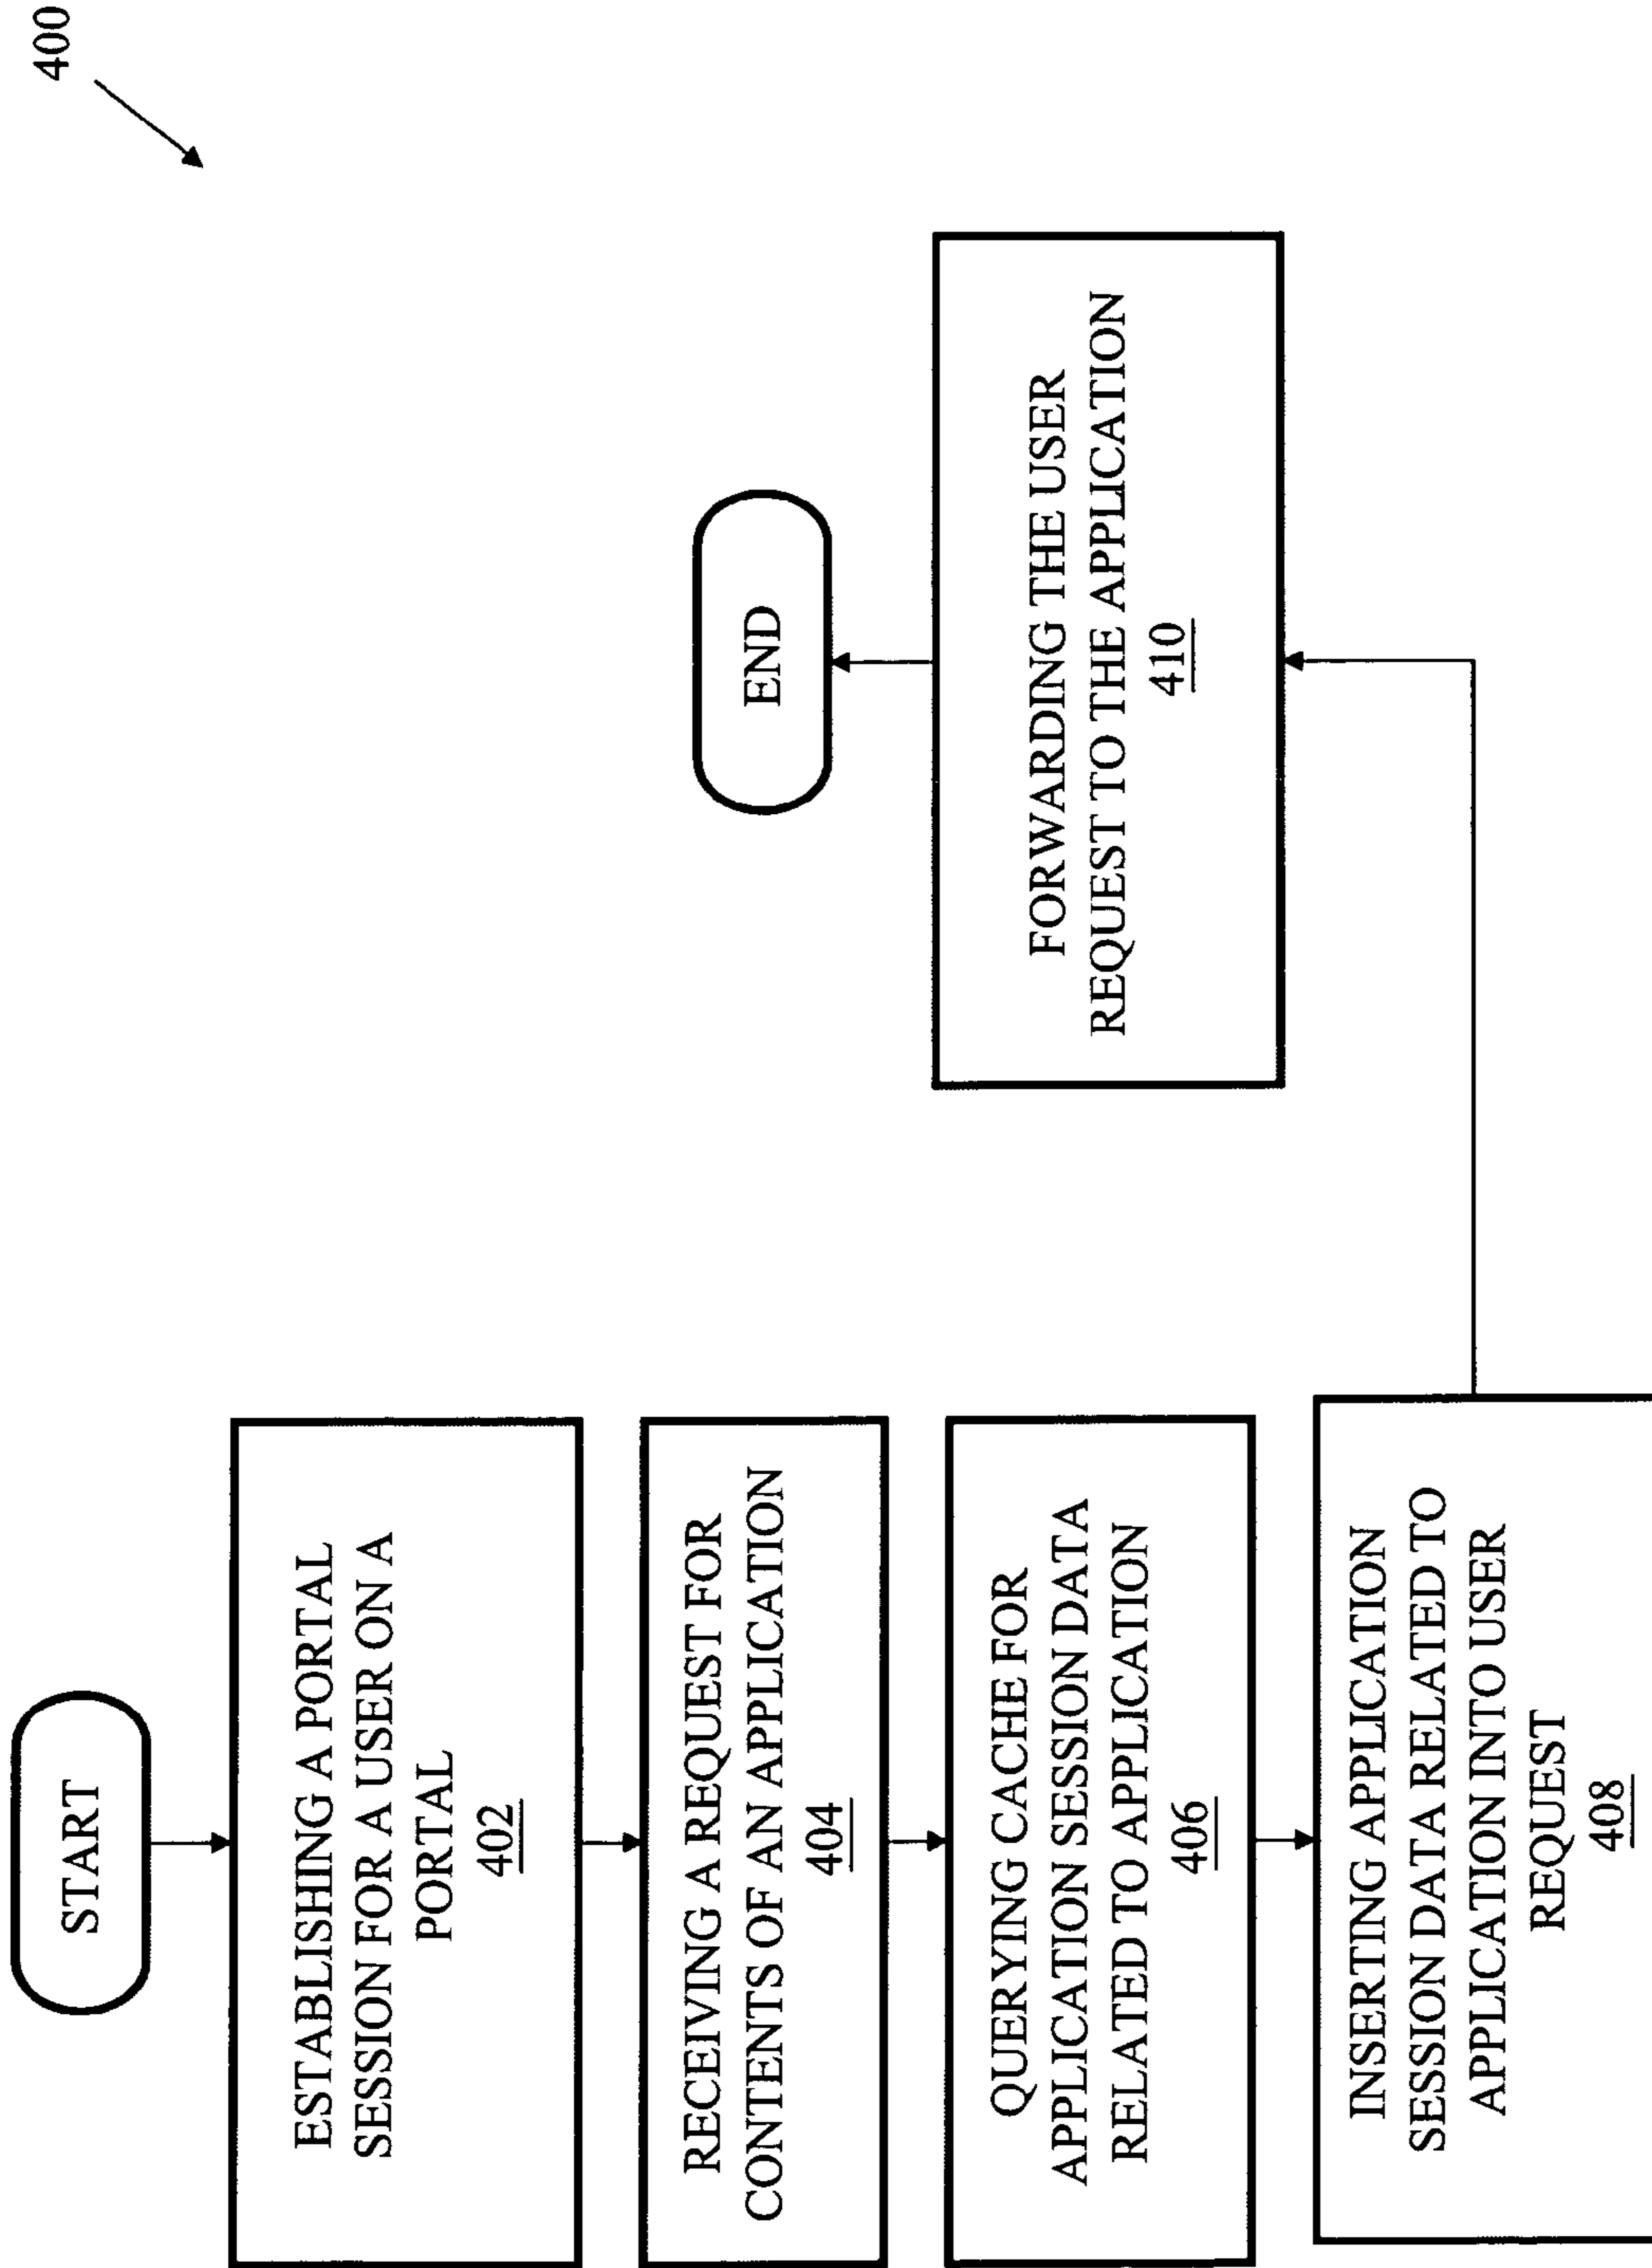 400
START
ESTABLISHING A PORTAL
SESSION FOR A USER ON A
PORTAL
402
RECEIVING A REQUEST FOR
CONTENTS OF AN APPLICATION
404
QUERYING CACHE FOR
APPLICATION SESSION DATA
RELATED TO APPLICATION
406
INSERTING APPLICATION
SESSION DATA RELATED TO
APPLICATION INTO USER
REQUEST
408
FORWARDING THE USER
REQUEST TO THE APPLICATION
410
END